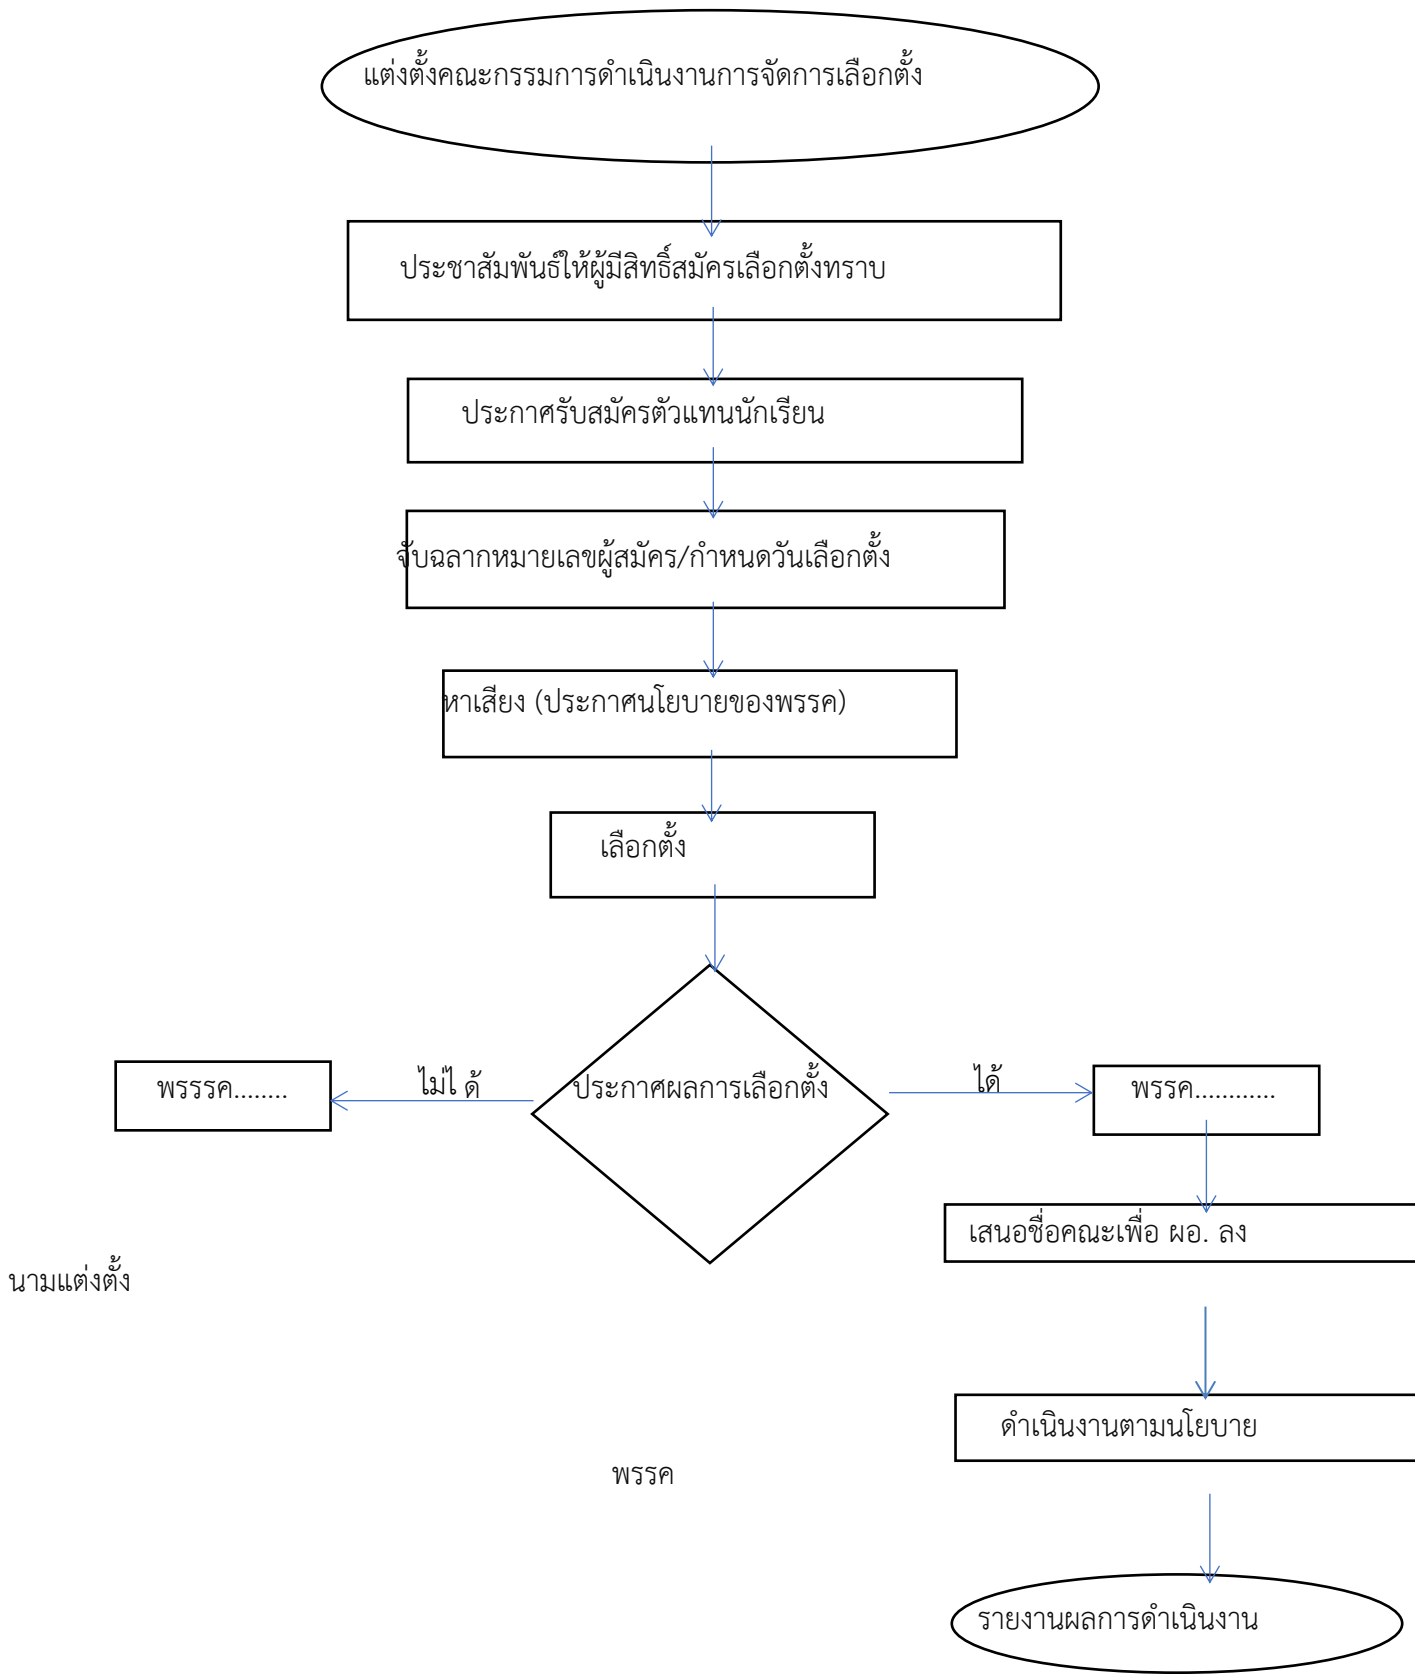 แต่งตั้งคณะกรรมการดำเนินงานการจัดการเลือกตั้ง
ประชาสัมพันธ์ให้ผู้มีสิทธิ์สมัครเลือกตั้งทราบ
ประกาศรับสมัครตัวแทนนักเรียน
จับฉลากหมายเลขผู้สมัคร/กำหนดวันเลือกตั้ง
หาเสียง (ประกาศนโยบายของพรรค)
เลือกตั้ง
พรรรค........
ไม่ไ ด้
ประกาศผลการเลือกตั้ง
ได้
พรรค............
เสนอชื่อคณะเพื่อ ผอ. ลง
นามแต่งตั้ง
ดำเนินงานตามนโยบาย
พรรค
รายงานผลการดำเนินงาน